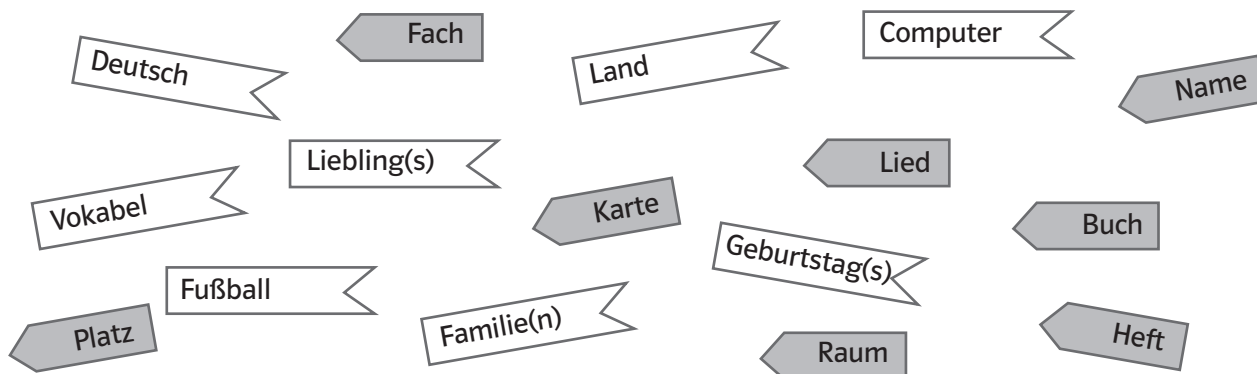 Deutsch
Fach
Land
Computer
Name
Liebling(s)
Lied
Vokabel
Karte
Buch
Geburtstag(s)
Fußball
Familie(n)
Platz
Raum
Heft